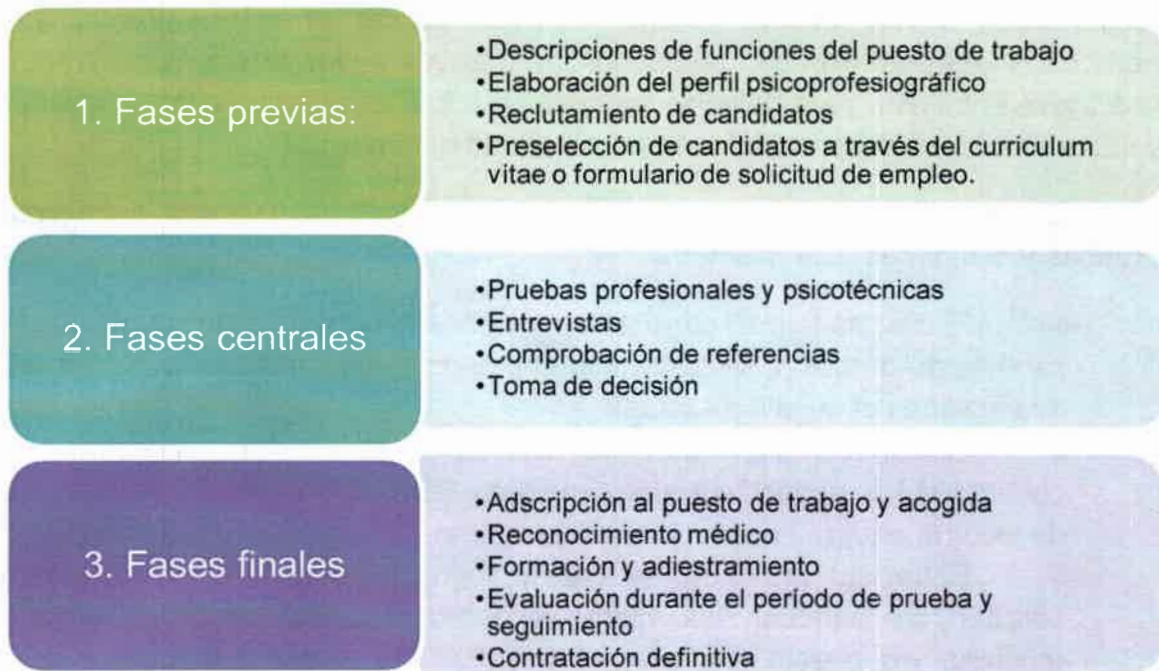 1. Fases previas:
•Descripciones de funciones del puesto de trabajo
•Elaboración del perfil psicoprofesiográfico
•Reclutamiento de candidatos
•Preselección de candidatos a través del curriculum
vitae o formulario de solicitud de empleo.
2. Fases centrales
•Pruebas profesionales y psicotécnicas
•Entrevistas
•Comprobación de referencias
•Toma de decisión
3. Fases finales
•Adscripción al puesto de trabajo y acogida
•Reconocimiento médico
•Formación y adiestramiento
•Evaluación durante el período de prueba y
seguimiento
•Contratación definitiva